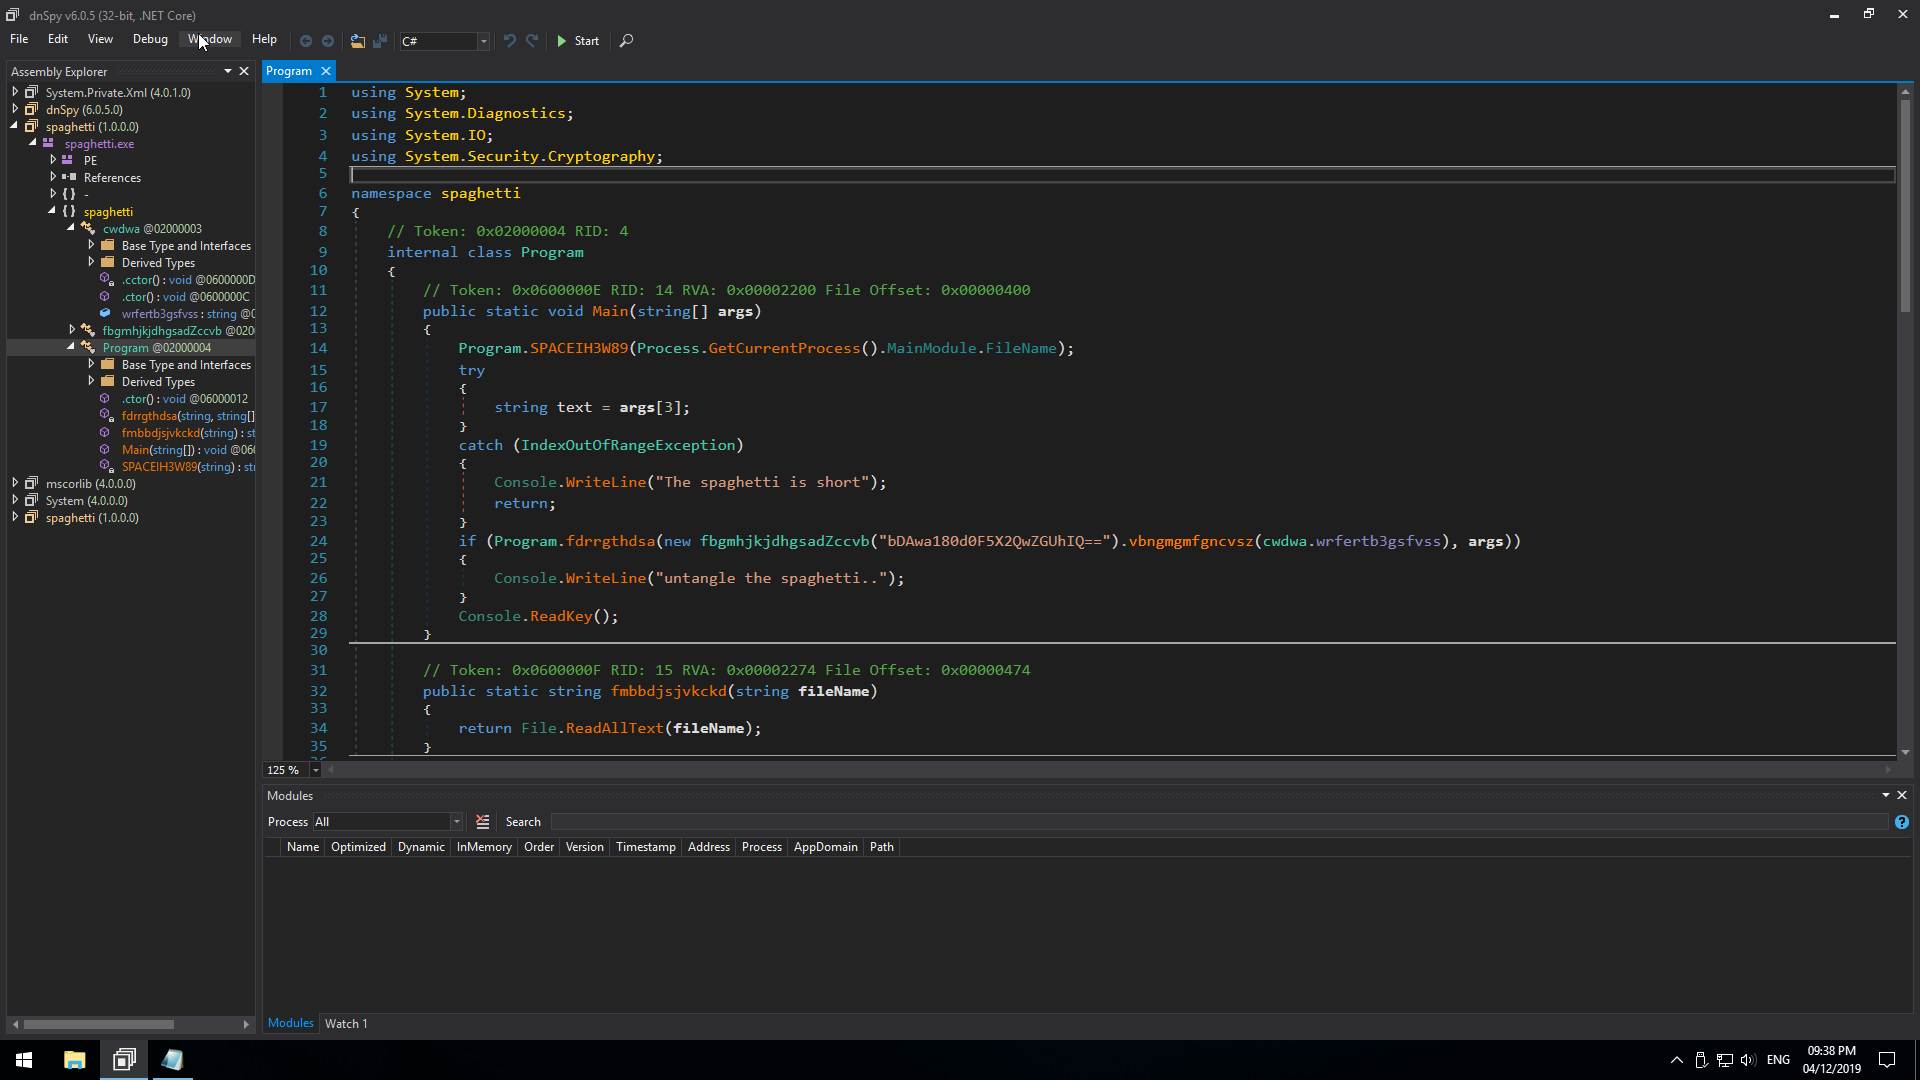 dnSpy v6.0.5 (32-bit, .NET Core)
File Edit View Debug Window Help C# Start
Assembly Explorer
System.Private.Xml (4.0.1.0)
dnSpy (6.0.5.0)
spaghetti (1.0.0.0)
spaghetti.exe
PE
References
{ } -
{ } spaghetti
cwdwa @02000003
Base Type and Interfaces
Derived Types
.cctor() : void @0600000D
.ctor() : void @0600000C
wrfertb3gsfvss : string @0
fbgmhjkjdhgsadZccvb @020
Program @02000004
Base Type and Interfaces
Derived Types
.ctor() : void @06000012
fdrrgthdsa(string, string[]
fmbbdjsjvkckd(string) : st
Main(string[]) : void @060
SPACEIH3W89(string) : str
mscorlib (4.0.0.0)
System (4.0.0.0)
spaghetti (1.0.0.0)
Program
1 using System;
2 using System.Diagnostics;
3 using System.IO;
4 using System.Security.Cryptography;
5
6 namespace spaghetti
7 {
8 // Token: 0x02000004 RID: 4
9 internal class Program
10 {
11 // Token: 0x0600000E RID: 14 RVA: 0x00002200 File Offset: 0x00000400
12 public static void Main(string[] args)
13 {
14 Program.SPACEIH3W89(Process.GetCurrentProcess().MainModule.FileName);
15 try
16 {
17 string text = args[3];
18 }
19 catch (IndexOutOfRangeException)
20 {
21 Console.WriteLine("The spaghetti is short");
22 return;
23 }
24 if (Program.fdrrgthdsa(new fbgmhjkjdhgsadZccvb("bDAwa180d0F5X2QwZGUhIQ==").vbngmgmfgncvsz(cwdwa.wrfertb3gsfvss), args))
25 {
26 Console.WriteLine("untangle the spaghetti..");
27 }
28 Console.ReadKey();
29 }
30
31 // Token: 0x0600000F RID: 15 RVA: 0x00002274 File Offset: 0x00000474
32 public static string fmbbdjsjvkckd(string fileName)
33 {
34 return File.ReadAllText(fileName);
35 }
125 %
Modules
Process All Search
Name Optimized Dynamic InMemory Order Version Timestamp Address Process AppDomain Path
Modules Watch 1
ENG
09:38 PM
04/12/2019